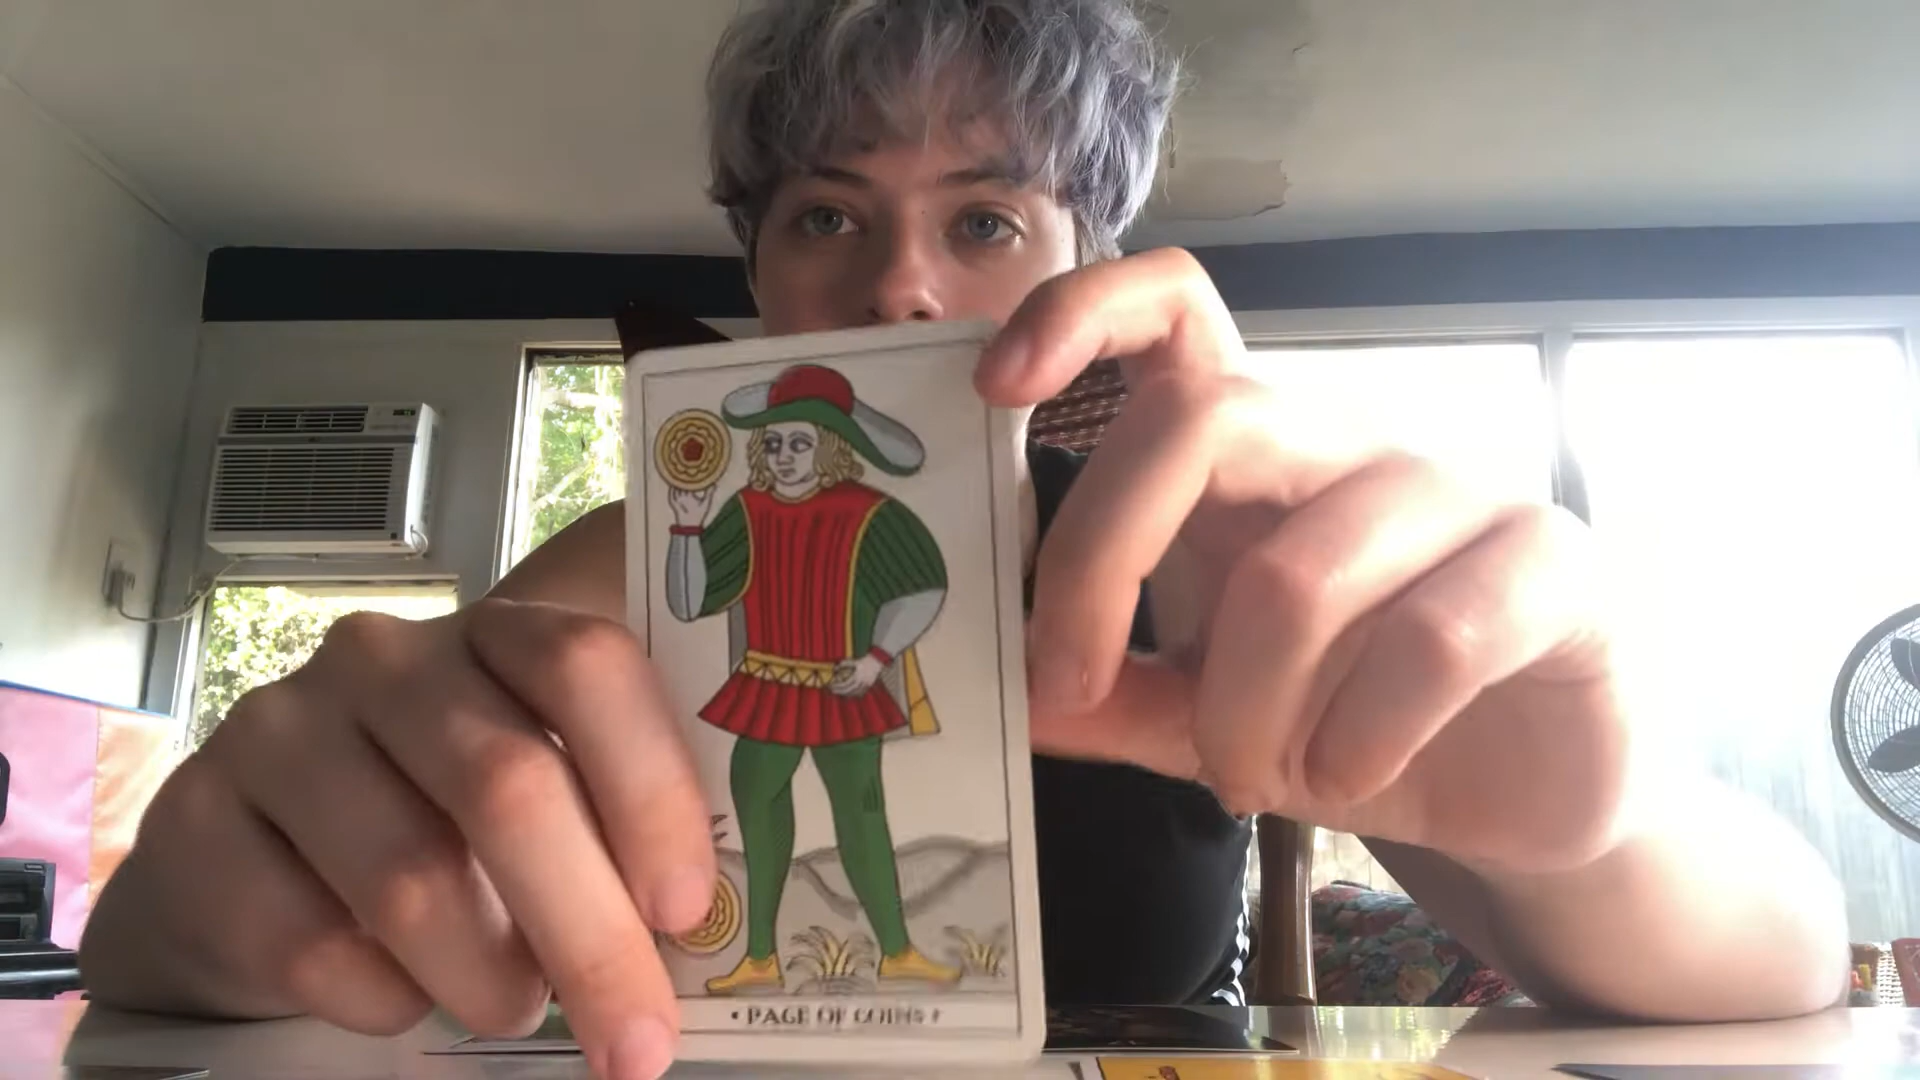 • PAGE OF COINS •